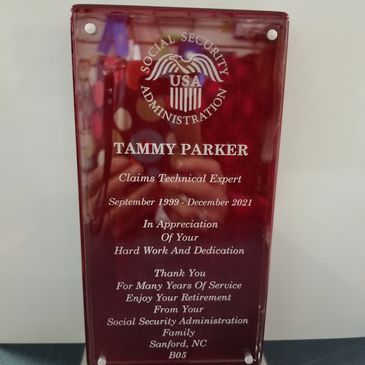 SOCIAL SECURITY
USA
ADMINISTRATION
TAMMY PARKER
Claims Technical Expert
September 1999 - December 2021
In Appreciation
Of Your
Hard Work And Dedication
Thank You
For Many Years Of Service
Enjoy Your Retirement
From Your
Social Security Administration
Family
Sanford, NC
B05